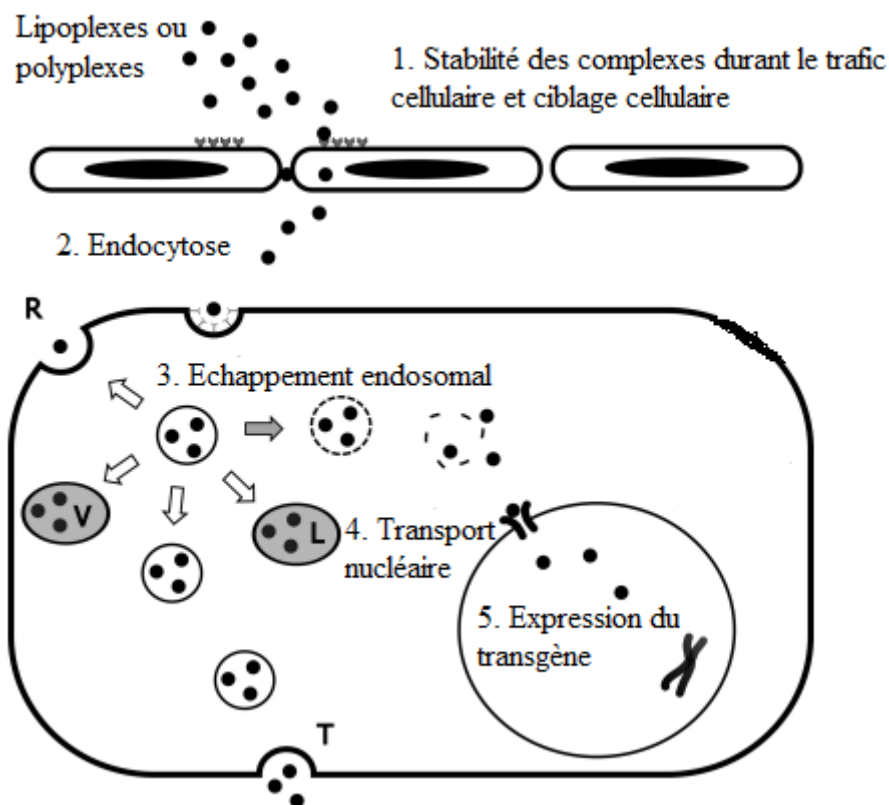 Lipoplexes ou
polyplexes
1. Stabilité des complexes durant le trafic
cellulaire et ciblage cellulaire
2. Endocytose
R
3. Echappement endosomal
V
L
4. Transport
nucléaire
5. Expression du
transgène
T